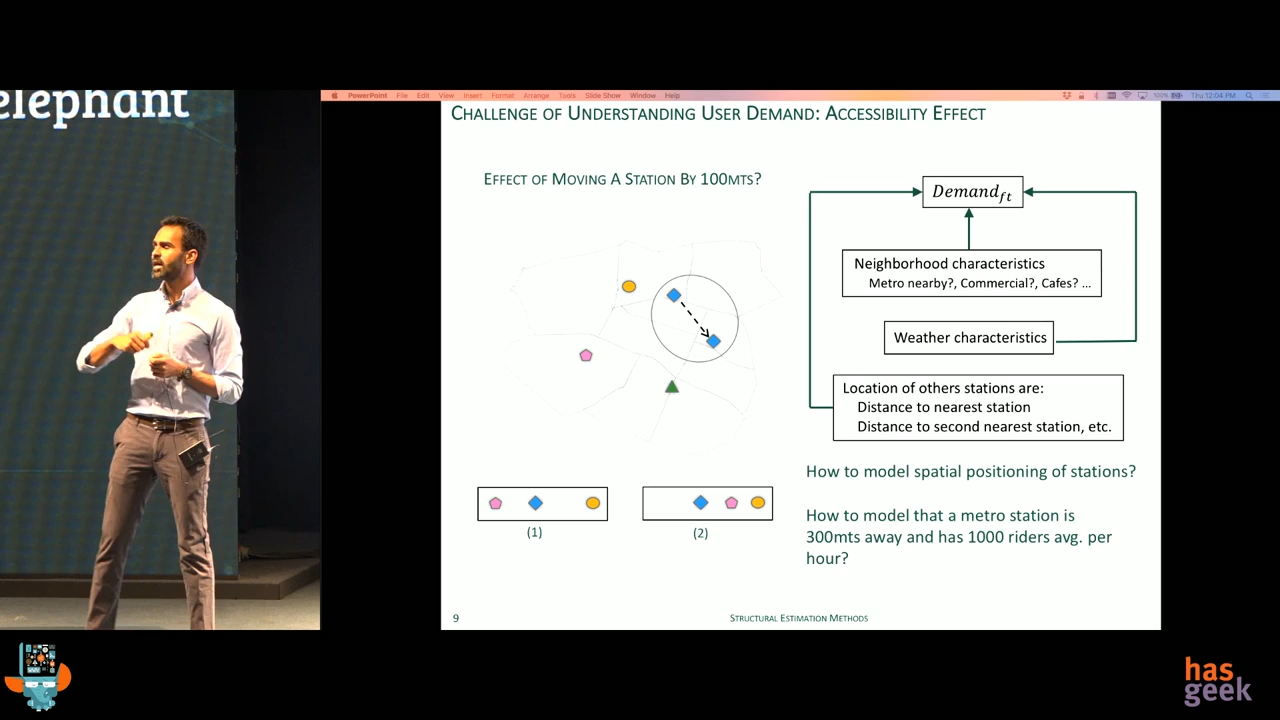 elephant
PowerPoint File Edit View Insert Format Arrange Tools Slide Show Window Help
100% Thu 12:04 PM
CHALLENGE OF UNDERSTANDING USER DEMAND: ACCESSIBILITY EFFECT
EFFECT OF MOVING A STATION BY 100MTS?
Demand_ft
Neighborhood characteristics
Metro nearby?, Commercial?, Cafes? ...
Weather characteristics
Location of others stations are:
Distance to nearest station
Distance to second nearest station, etc.
How to model spatial positioning of stations?
How to model that a metro station is
300mts away and has 1000 riders avg. per
hour?
(1)
(2)
9
STRUCTURAL ESTIMATION METHODS
has
geek